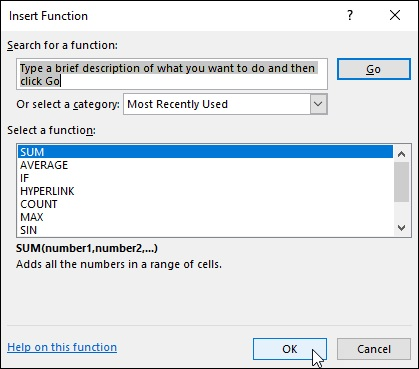 Insert Function
? ×
Search for a function:
Type a brief description of what you want to do and then
click Go
Go
Or select a category: Most Recently Used
Select a function:
SUM
AVERAGE
IF
HYPERLINK
COUNT
MAX
SIN
SUM(number1,number2,...)
Adds all the numbers in a range of cells.
Help on this function
OK
Cancel